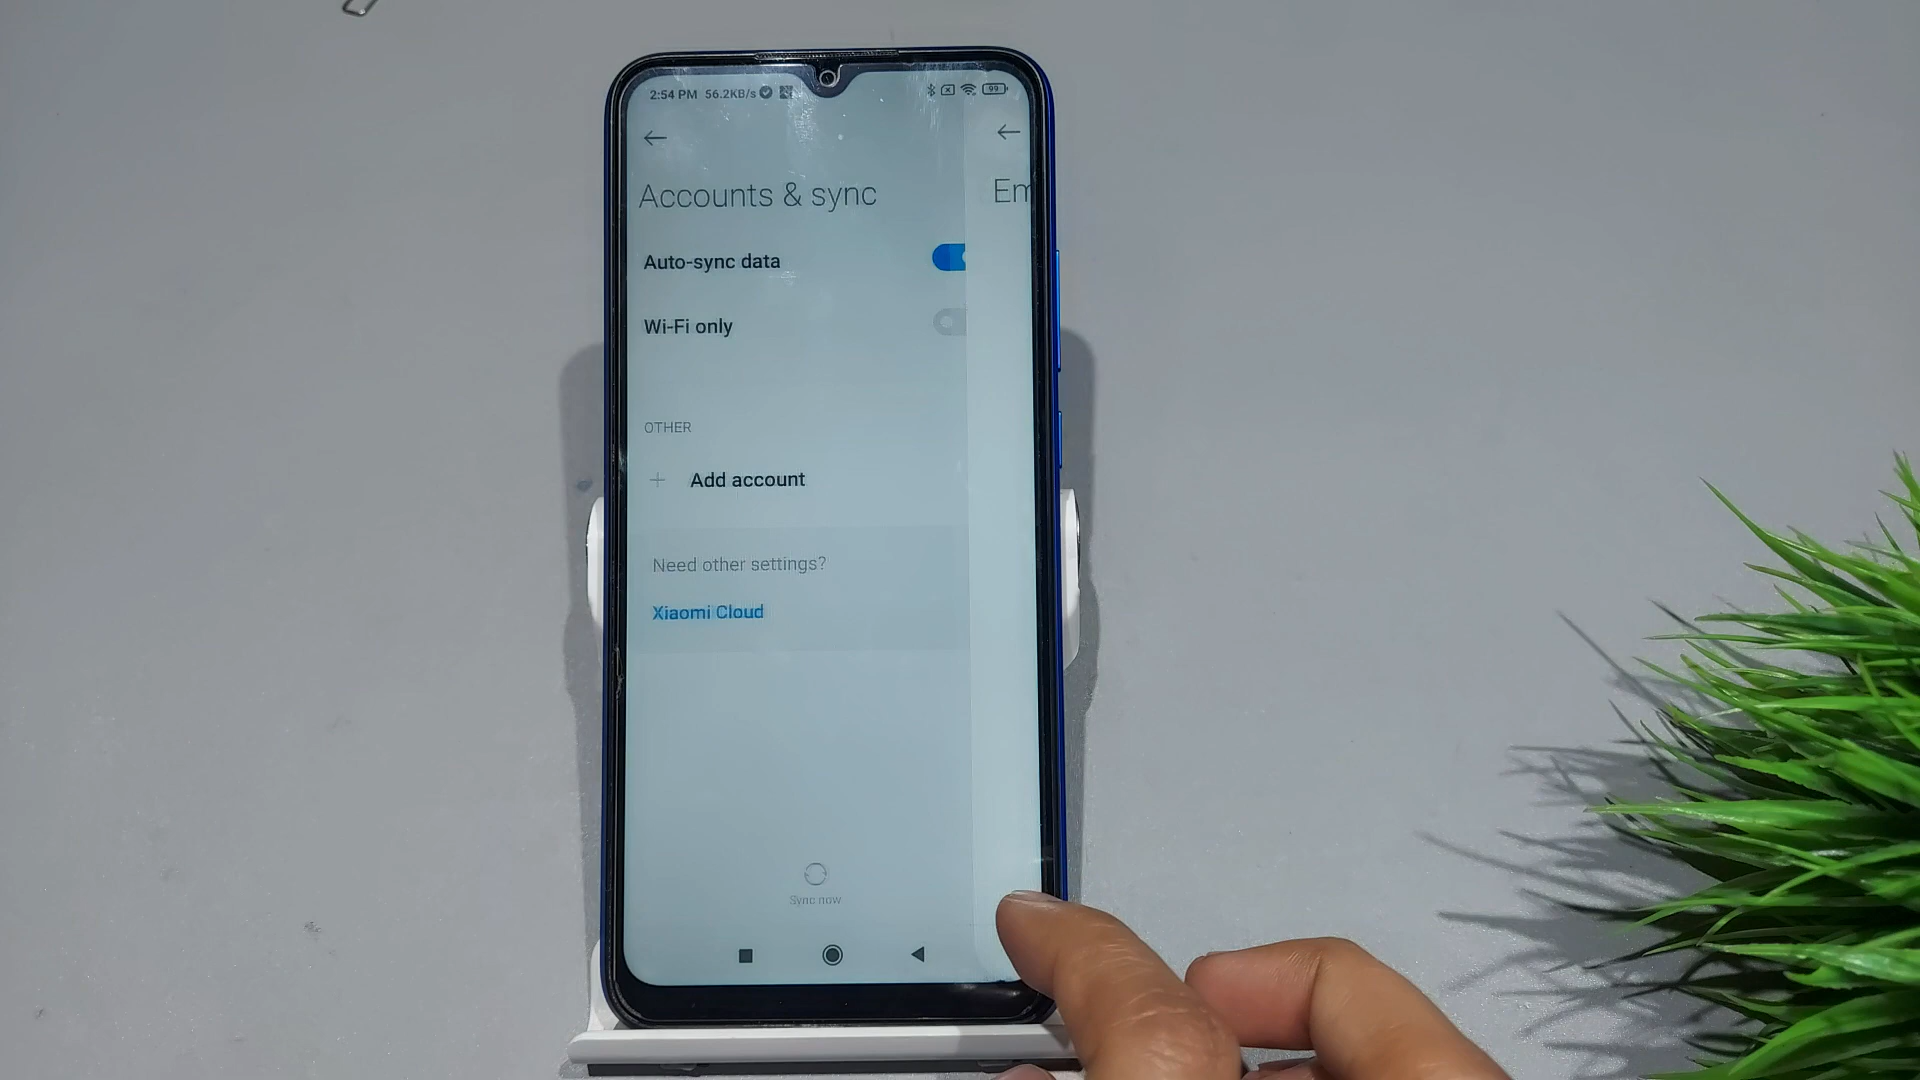 2:54 PM 56.2KB/s
99
Accounts & sync
Em
Auto-sync data
Wi-Fi only
OTHER
+ Add account
Need other settings?
Xiaomi Cloud
Sync now